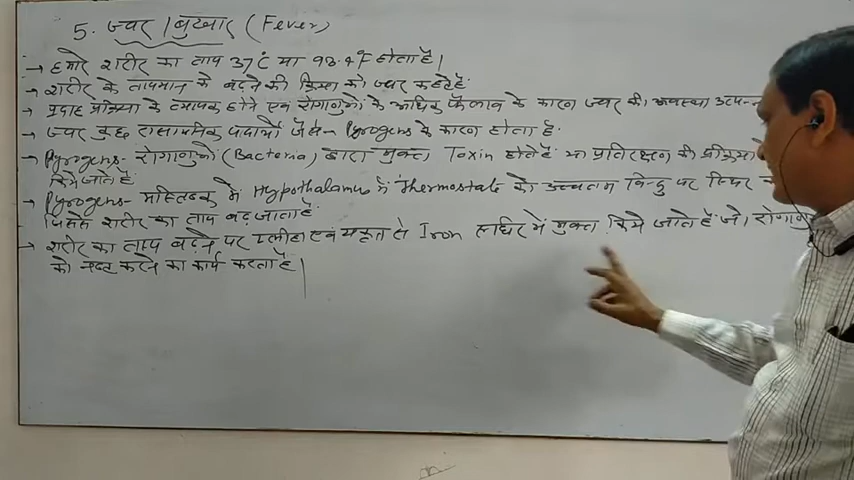 5. ज्वर / बुखार (Fever)
→ हमारे शरीर का ताप 37°C या 98.4°F होता है|
→ शरीर के तापमान के बढ़ने की क्रिया को ज्वर कहते हैं
→ प्रदाह प्रक्रिया के व्यापक होने एवं रोगाणुओं के अधिक फैलाव के कारण ज्वर की अवस्था उत्पन्न
→ ज्वर कुछ रासायनिक पदार्थों जैसे- Pyrogens के कारण होता है.
→ Pyrogens- रोगाणुओं (Bacteria) द्वारा मुक्त Toxin होते हैं या प्रतिरक्षण की प्रक्रिया
किये जाते हैं
→ Pyrogens- मस्तिष्क में Hypothalamus में Thermostate को उच्चतम बिन्दु पर स्थिर
जिससे शरीर का ताप बढ़ जाता है.
→ शरीर का ताप बढ़ने पर प्लीहा एवं यकृत से Iron रुधिर में मुक्त किये जाते हैं जो रोगाणु
को नष्ट करने का कार्य करता है|